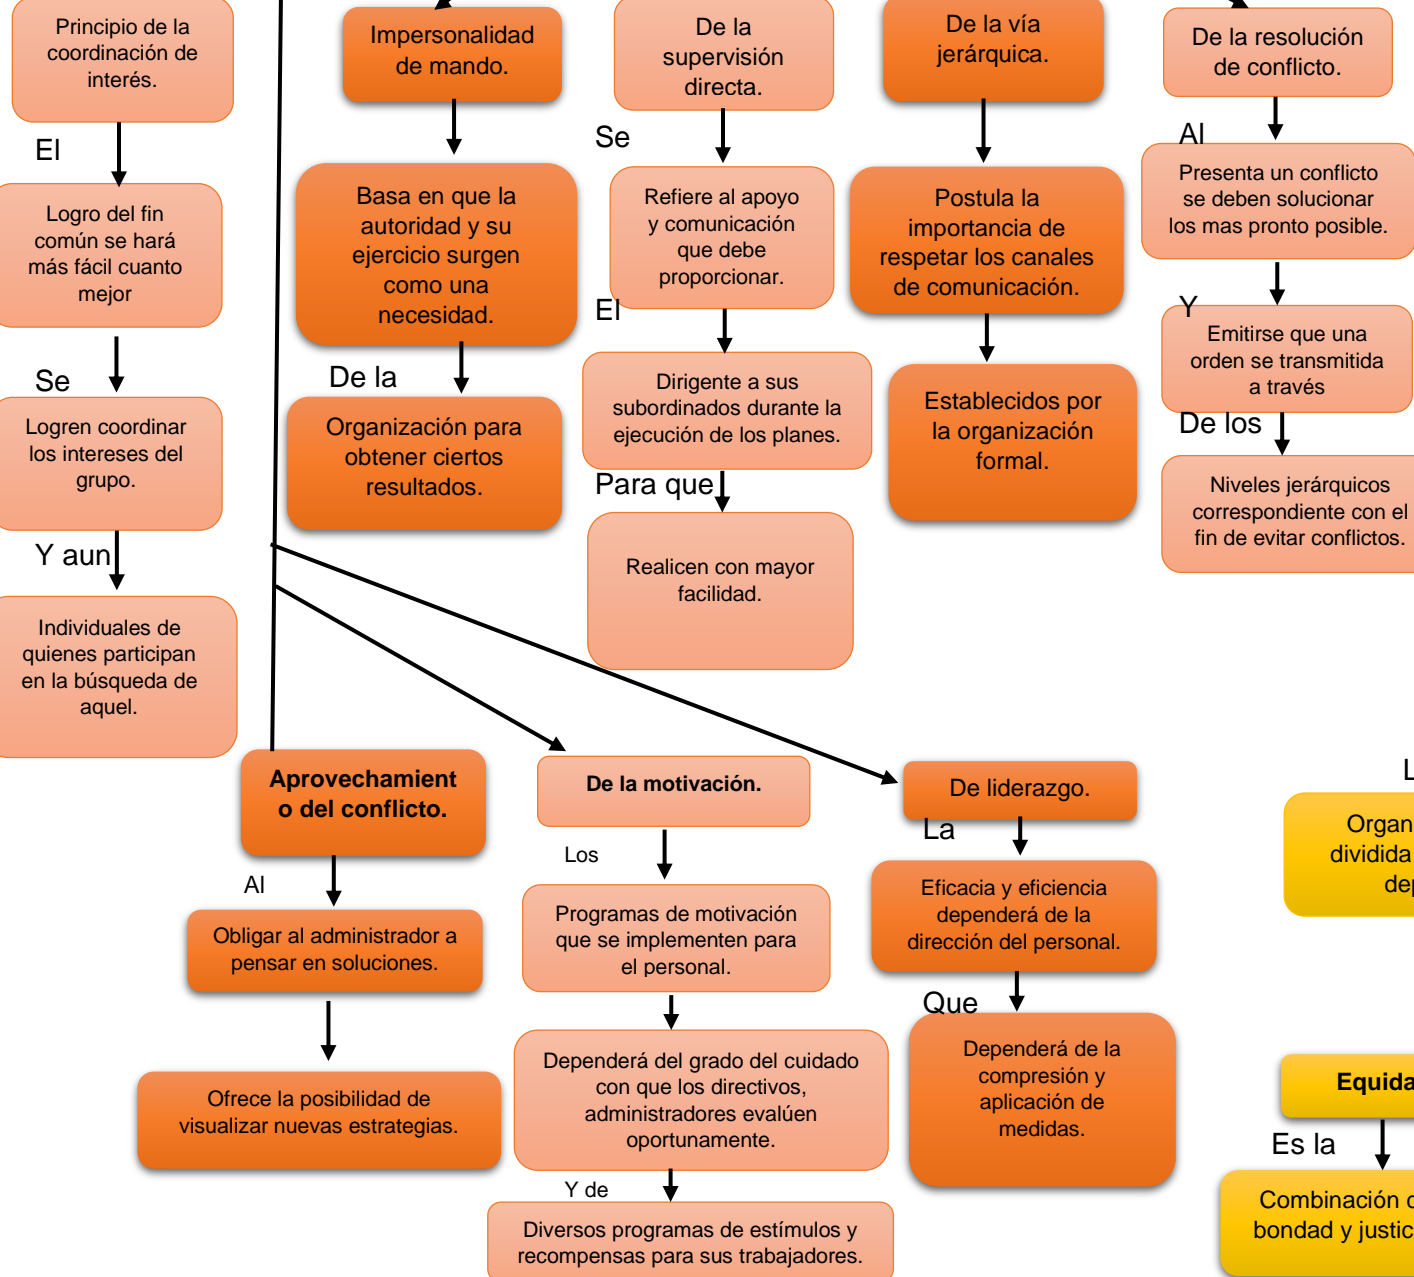 Principio de la
coordinación de
interés.
El
Logro del fin
común se hará
más fácil cuanto
mejor
Se
Logren coordinar
los intereses del
grupo.
Y aun
Individuales de
quienes participan
en la búsqueda de
aquel.
Impersonalidad
de mando.
Basa en que la
autoridad y su
ejercicio surgen
como una
necesidad.
De la
Organización para
obtener ciertos
resultados.
De la
supervisión
directa.
Se
Refiere al apoyo
y comunicación
que debe
proporcionar.
El
Dirigente a sus
subordinados durante la
ejecución de los planes.
Para que
Realicen con mayor
facilidad.
De la vía
jerárquica.
Postula la
importancia de
respetar los canales
de comunicación.
Establecidos por
la organización
formal.
De la resolución
de conflicto.
Al
Presenta un conflicto
se deben solucionar
los mas pronto posible.
Y
Emitirse que una
orden se transmitida
a través
De los
Niveles jerárquicos
correspondiente con el
fin de evitar conflictos.
Aprovechamient
o del conflicto.
Al
Obligar al administrador a
pensar en soluciones.
Ofrece la posibilidad de
visualizar nuevas estrategias.
De la motivación.
Los
Programas de motivación
que se implementen para
el personal.
Dependerá del grado del cuidado
con que los directivos,
administradores evalúen
oportunamente.
Y de
Diversos programas de estímulos y
recompensas para sus trabajadores.
De liderazgo.
La
Eficacia y eficiencia
dependerá de la
dirección del personal.
Que
Dependerá de la
compresión y
aplicación de
medidas.
Organ
dividida
dep
Equida
Es la
Combinación
bondad y justic